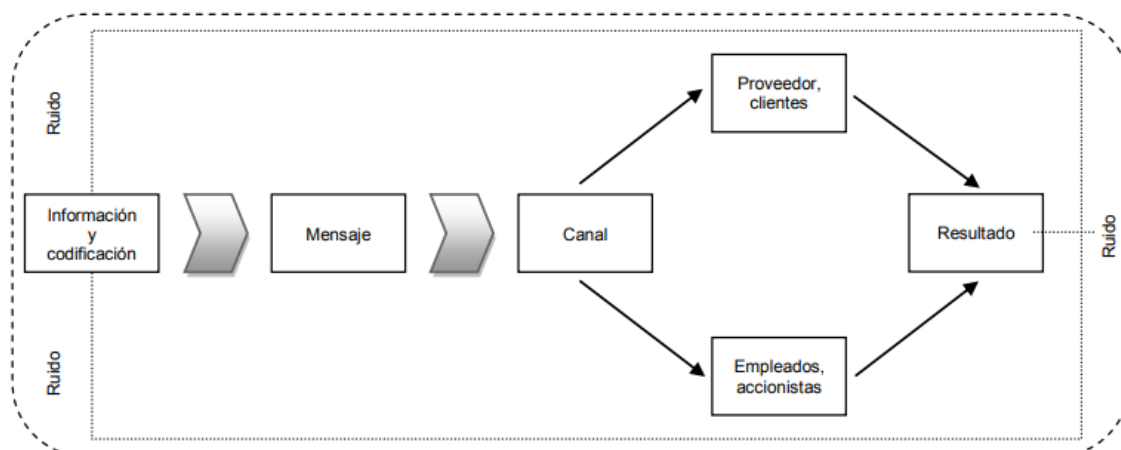 Ruido
Proveedor,
clientes
Información
y
codificación
Mensaje
Canal
Resultado
Ruido
Ruido
Empleados,
accionistas